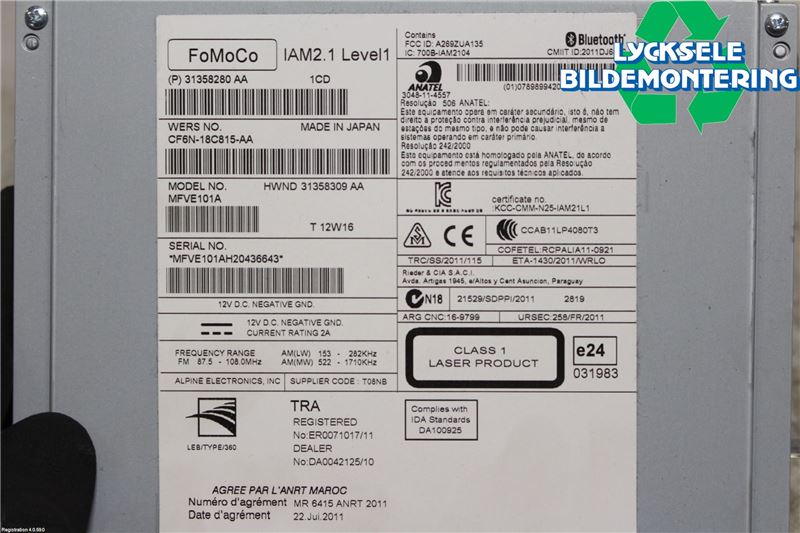 FoMoCo
IAM2.1 Level1
(P) 31358280 AA
1CD
WERS NO.
MADE IN JAPAN
CF6N-18C815-AA
MODEL NO.
HWND 31358309 AA
MFVE101A
T 12W16
SERIAL NO.
*MFVE101AH20436643*
12V D.C. NEGATIVE GND.
12V D.C. NEGATIVE GND.
CURRENT RATING 2A
FREQUENCY RANGE
FM 87.5 - 108.0MHz
AM(LW) 153 - 282KHz
AM(MW) 522 - 1710KHz
ALPINE ELECTRONICS, INC
SUPPLIER CODE : T08NB
LEB/TYPE/360
TRA
REGISTERED
No:ER0071017/11
DEALER
No:DA0042125/10
AGREE PAR L'ANRT MAROC
Numéro d'agrément
MR 6415 ANRT 2011
Date d'agrément
22.Jui.2011
Contains
FCC ID: A269ZUA135
IC: 700B-IAM2104
Bluetooth
CMIIT ID:2011DJ6
LYCKSELE
BILDEMONTERING
ANATEL
3048-11-4557
(01)0789899420
Resolução 506 ANATEL:
Este equipamento opera em caráter secundário, isto é, não tem
direito a proteção contra interferência prejudicial, mesmo de
estações do mesmo tipo, e não pode causar interferência a
sistemas operando em caráter primário.
Resolução 242/2000
Este equipamento está homologado pela ANATEL, de acordo
com os procedimentos regulamentados pela Resolução
242/2000 e atende aos requisitos técnicos aplicados.
certificate no.
:KCC-CMM-N25-IAM21L1
CE
CCC
CCAB11LP4080T3
COFETEL:RCPALIA11-0921
TRC/SS/2011/115
ETA-1430/2011/WRLO
Rieder & CIA S.A.C.I.
Avda. Artigas 1945, e/Altos y Cent Asuncion, Paraguay
N18
21529/SDPPI/2011
2819
ARG CNC:16-9799
URSEC 258/FR/2011
CLASS 1
LASER PRODUCT
e24
031983
Complies with
IDA Standards
DA100925
Registration 4.0.59.0